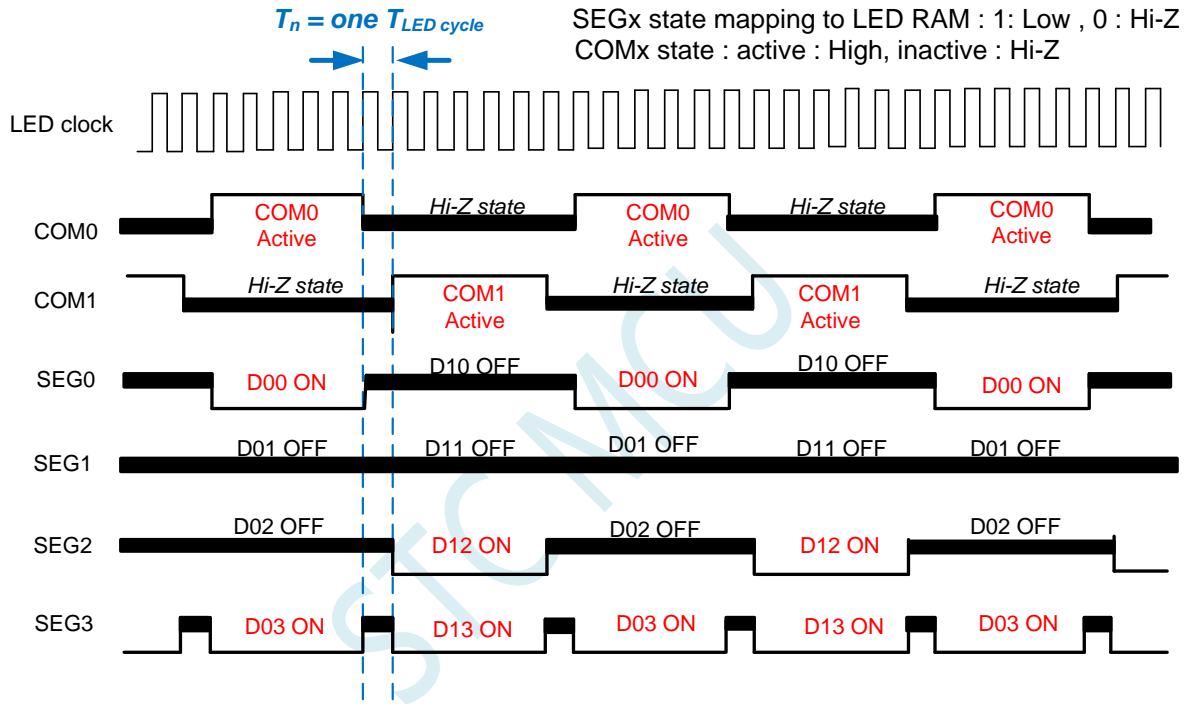 Tn = one TLED cycle
SEGx state mapping to LED RAM : 1: Low , 0 : Hi-Z
COMx state : active : High, inactive : Hi-Z
LED clock
COM0
COM0 Active
Hi-Z state
COM0 Active
Hi-Z state
COM0 Active
COM1
Hi-Z state
COM1 Active
Hi-Z state
COM1 Active
Hi-Z state
SEG0
D00 ON
D10 OFF
D00 ON
D10 OFF
D00 ON
SEG1
D01 OFF
D11 OFF
D01 OFF
D11 OFF
D01 OFF
SEG2
D02 OFF
D12 ON
D02 OFF
D12 ON
D02 OFF
SEG3
D03 ON
D13 ON
D03 ON
D13 ON
D03 ON
STC MCU